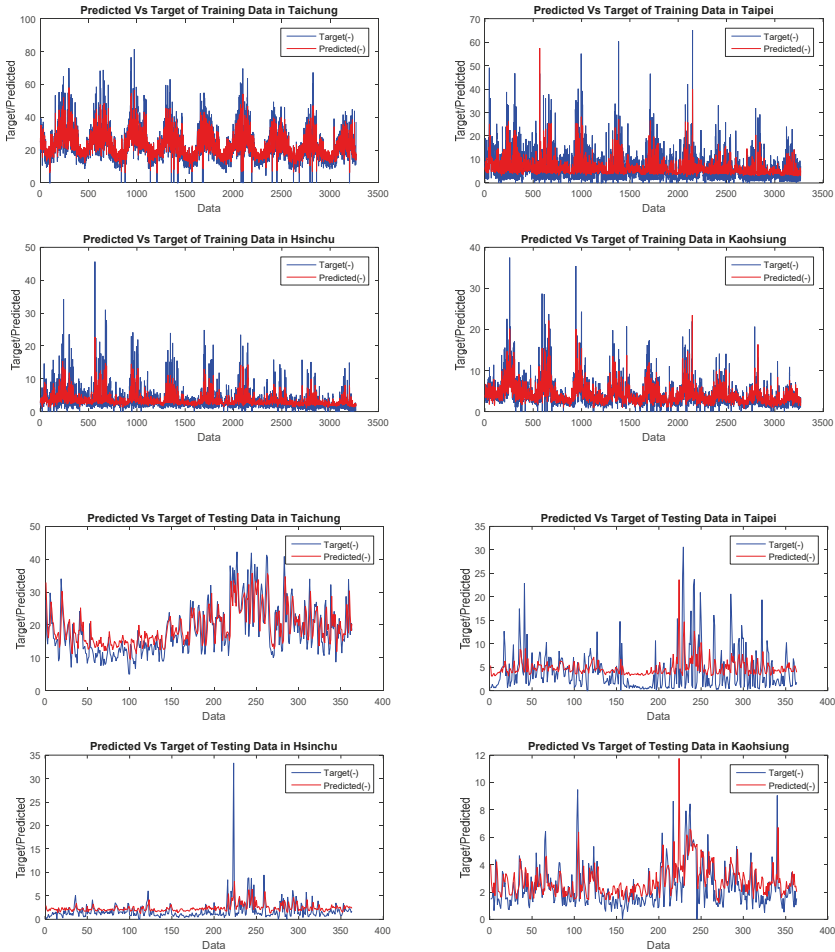 Predicted Vs Target of Training Data in Taichung
100
80
60
40
20
0
Target/Predicted
Target(-)
Predicted(-)
0 500 1000 1500 2000 2500 3000 3500
Data
Predicted Vs Target of Training Data in Taipei
70
60
50
40
30
20
10
0
Target/Predicted
Target(-)
Predicted(-)
0 500 1000 1500 2000 2500 3000 3500
Data
Predicted Vs Target of Training Data in Hsinchu
50
40
30
20
10
0
Target/Predicted
Target(-)
Predicted(-)
0 500 1000 1500 2000 2500 3000 3500
Data
Predicted Vs Target of Training Data in Kaohsiung
40
30
20
10
0
Target/Predicted
Target(-)
Predicted(-)
0 500 1000 1500 2000 2500 3000 3500
Data
Predicted Vs Target of Testing Data in Taichung
50
40
30
20
10
0
Target/Predicted
Target(-)
Predicted(-)
0 50 100 150 200 250 300 350 400
Data
Predicted Vs Target of Testing Data in Taipei
35
30
25
20
15
10
5
0
Target/Predicted
Target(-)
Predicted(-)
0 50 100 150 200 250 300 350 400
Data
Predicted Vs Target of Testing Data in Hsinchu
35
30
25
20
15
10
5
0
Target/Predicted
Target(-)
Predicted(-)
0 50 100 150 200 250 300 350 400
Data
Predicted Vs Target of Testing Data in Kaohsiung
12
10
8
6
4
2
0
Target/Predicted
Target(-)
Predicted(-)
0 50 100 150 200 250 300 350 400
Data